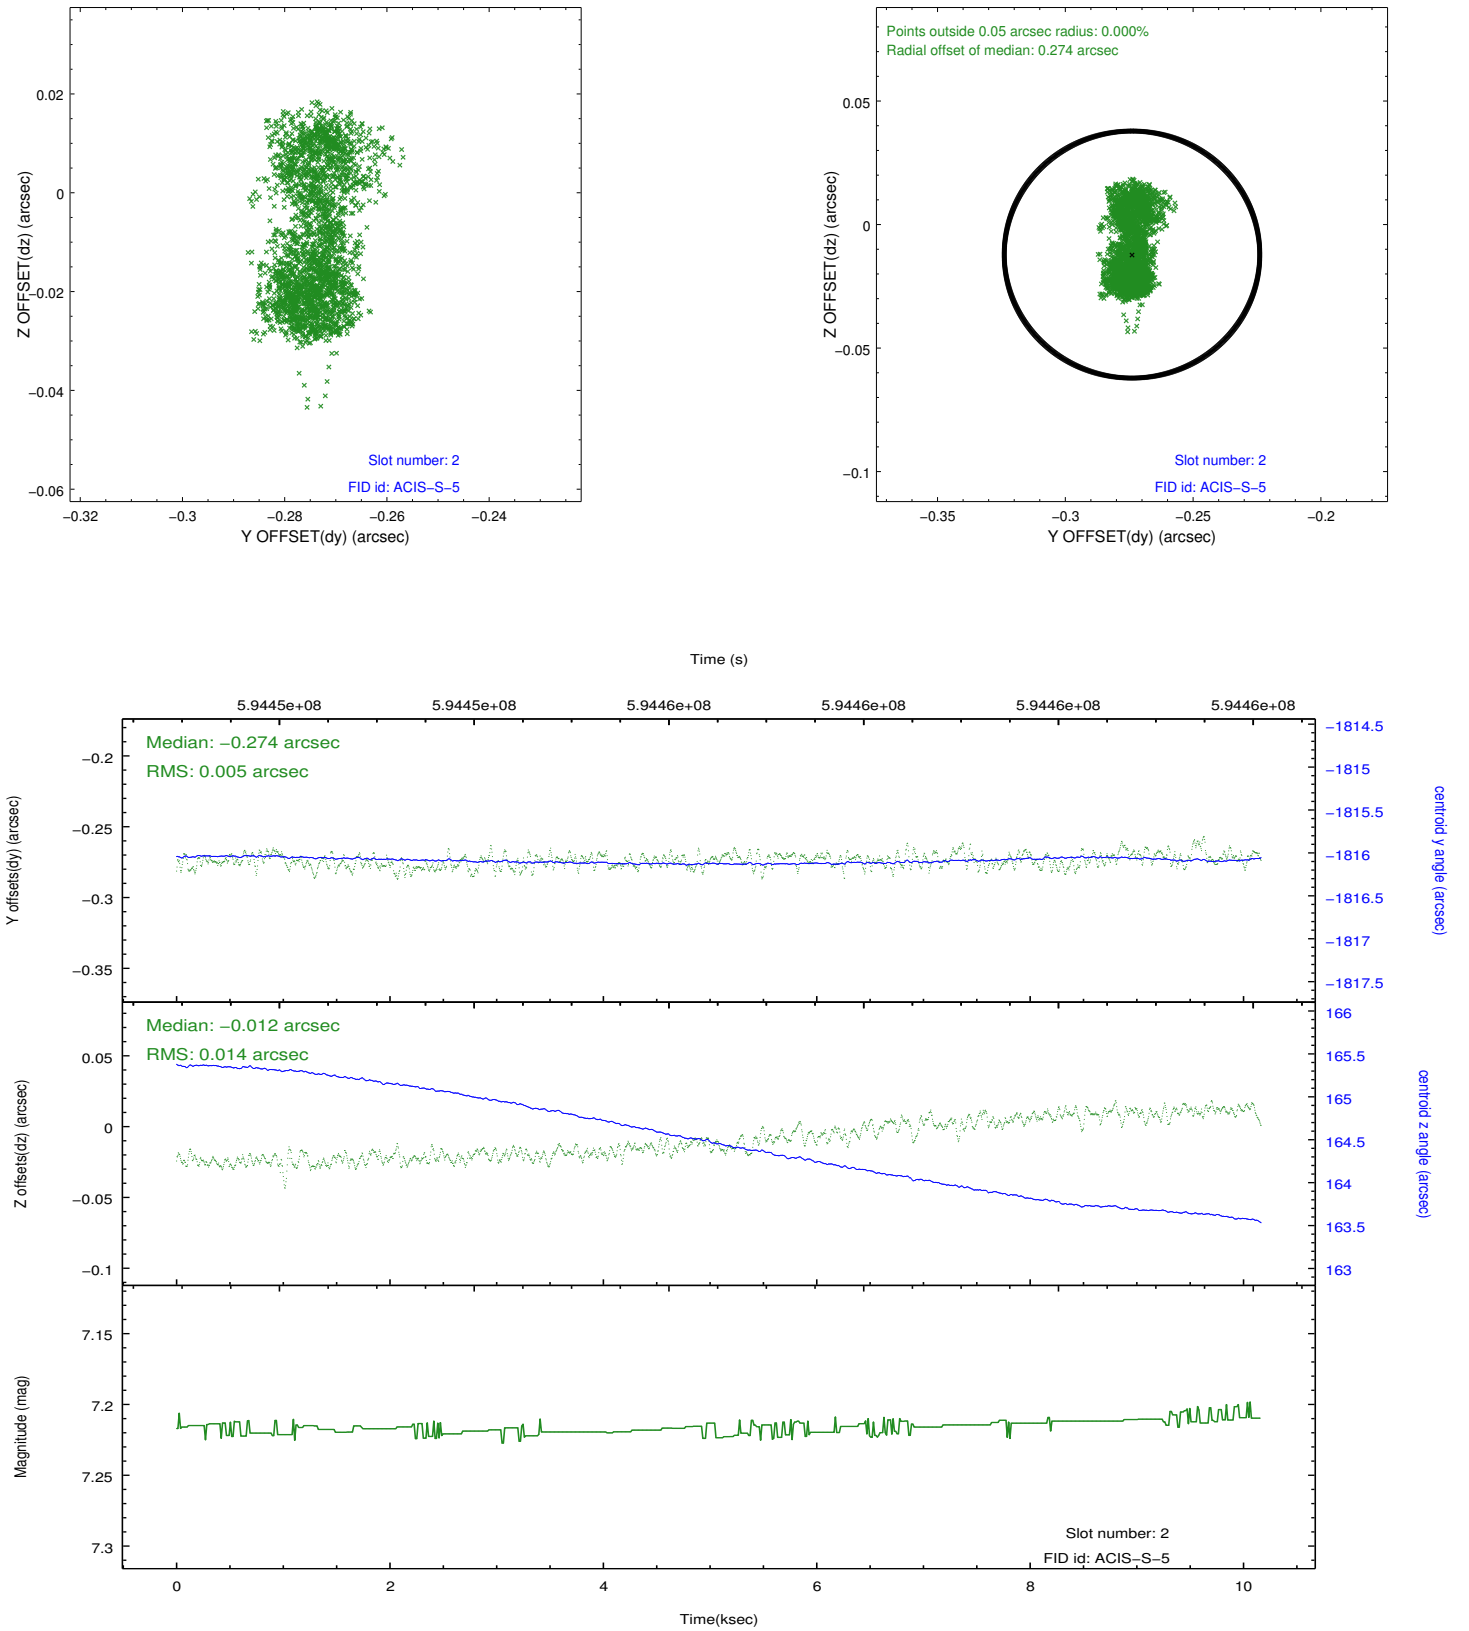 0.02
0
−0.02
−0.04
−0.06
Z OFFSET(dz) (arcsec)
Slot number: 2
FID id: ACIS−S−5
−0.32
−0.3
−0.28
−0.26
−0.24
Y OFFSET(dy) (arcsec)
Points outside 0.05 arcsec radius: 0.000%
Radial offset of median: 0.274 arcsec
0.05
0
−0.05
−0.1
Z OFFSET(dz) (arcsec)
Slot number: 2
FID id: ACIS−S−5
−0.35
−0.3
−0.25
−0.2
Y OFFSET(dy) (arcsec)
Time (s)
5.9445e+08
5.9445e+08
5.9446e+08
5.9446e+08
5.9446e+08
5.9446e+08
Median: −0.274 arcsec
RMS: 0.005 arcsec
−0.2
−0.25
−0.3
−0.35
Y offsets(dy) (arcsec)
−1814.5
−1815
−1815.5
−1816
−1816.5
−1817
−1817.5
centroid y angle (arcsec)
Median: −0.012 arcsec
RMS: 0.014 arcsec
0.05
0
−0.05
−0.1
Z offsets(dz) (arcsec)
166
165.5
165
164.5
164
163.5
163
centroid z angle (arcsec)
7.15
7.2
7.25
7.3
Magnitude (mag)
Slot number: 2
FID id: ACIS−S−5
0
2
4
6
8
10
Time(ksec)